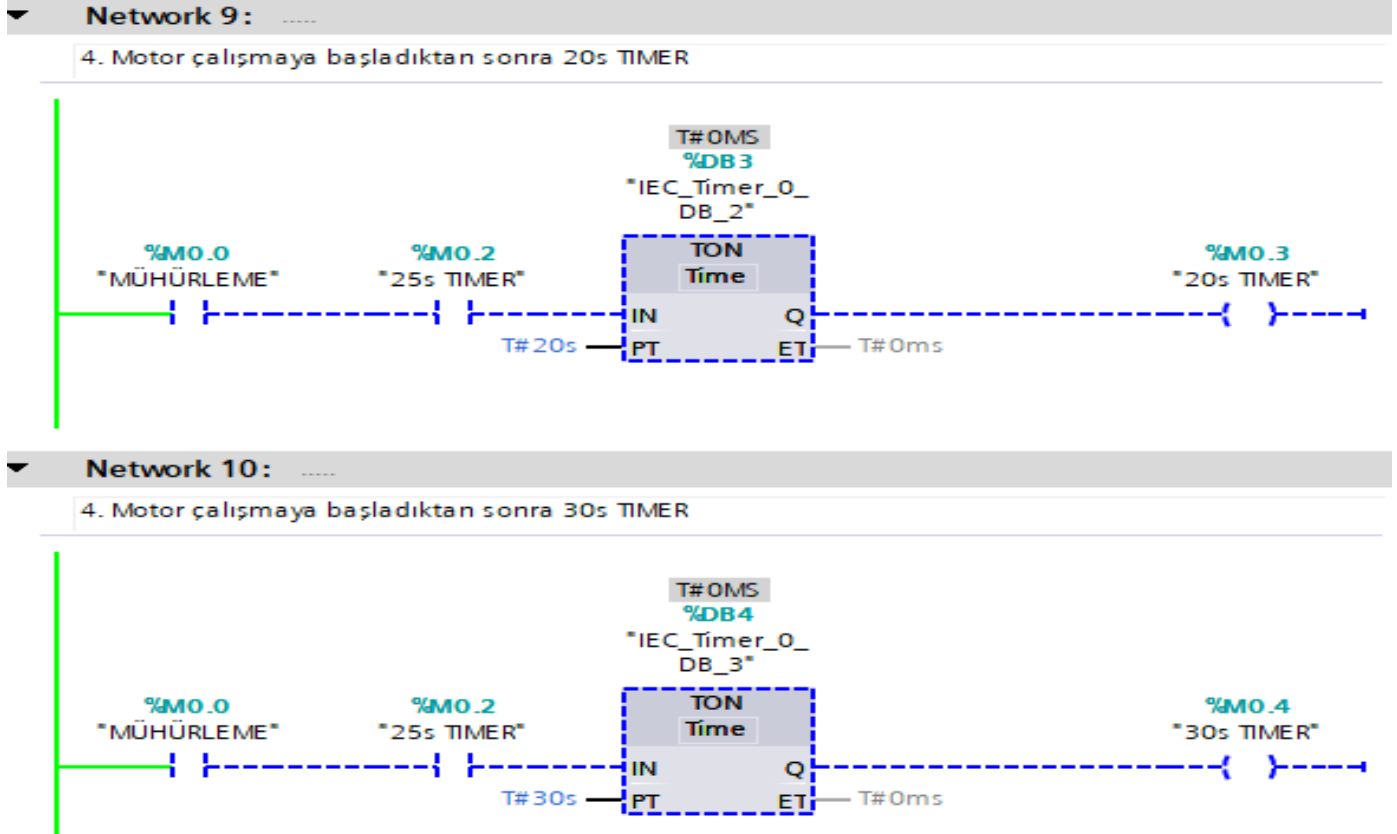 Network 9: .....
4. Motor çalışmaya başladıktan sonra 20s TIMER
T#0MS
%DB3
"IEC_Timer_0_
DB_2"
%M0.0 %M0.2 TON %M0.3
"MÜHÜRLEME" "25s TIMER" Time "20s TIMER"
IN Q
T#20s PT ET T#0ms
Network 10: .....
4. Motor çalışmaya başladıktan sonra 30s TIMER
T#0MS
%DB4
"IEC_Timer_0_
DB_3"
%M0.0 %M0.2 TON %M0.4
"MÜHÜRLEME" "25s TIMER" Time "30s TIMER"
IN Q
T#30s PT ET T#0ms